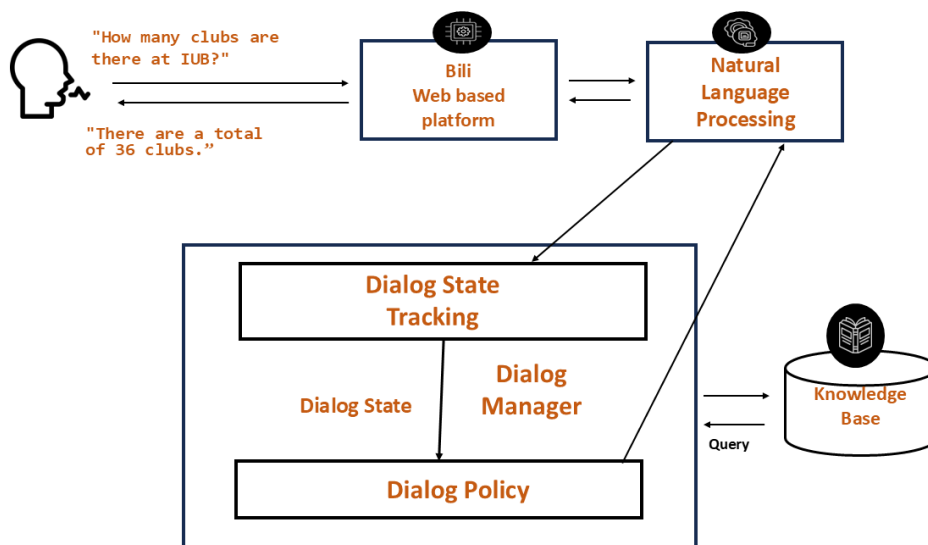 "How many clubs are
there at IUB?"
"There are a total
of 36 clubs.”
Bili
Web based
platform
Natural
Language
Processing
Dialog State
Tracking
Dialog State
Dialog
Manager
Dialog Policy
Knowledge
Base
Query